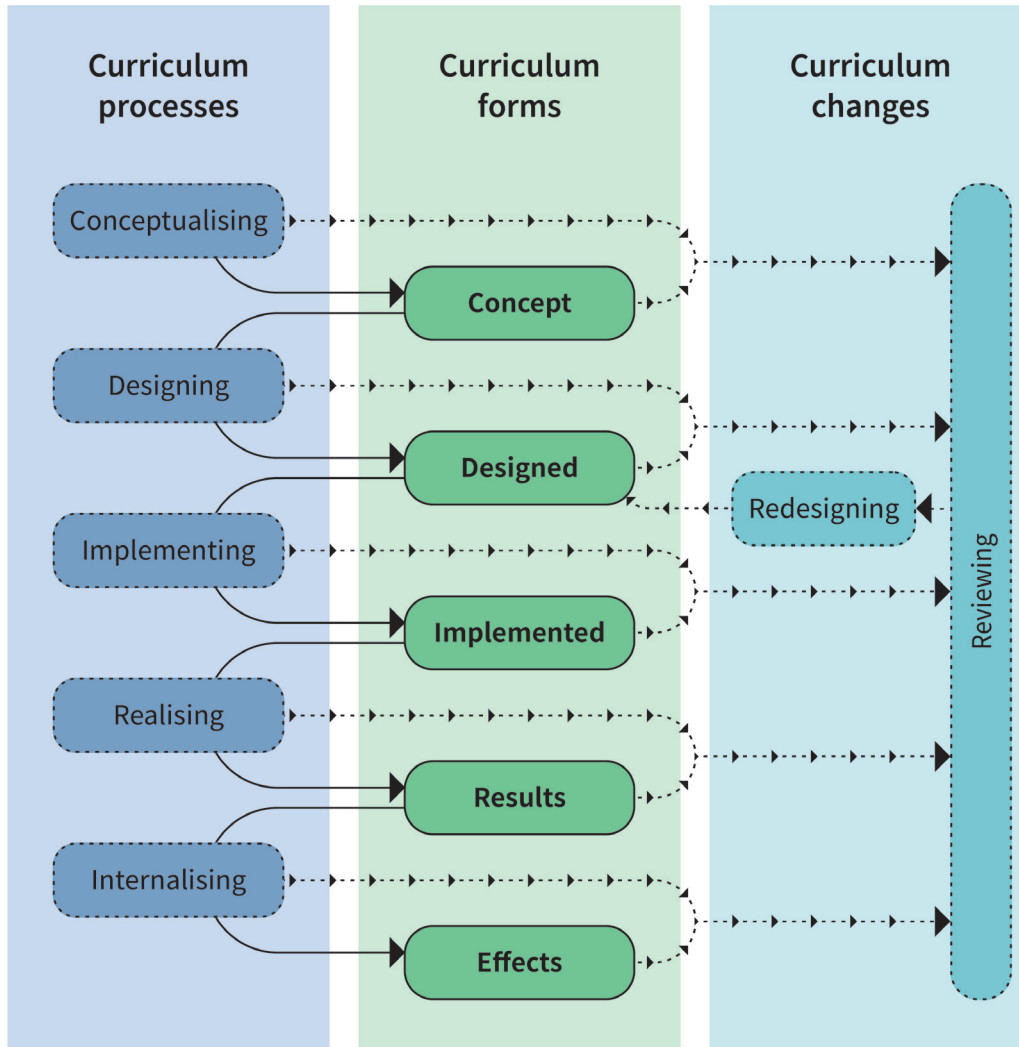 Curriculum
processes
Curriculum
forms
Curriculum
changes
Conceptualising
Concept
Designing
Designed
Redesigning
Implementing
Implemented
Reviewing
Realising
Results
Internalising
Effects